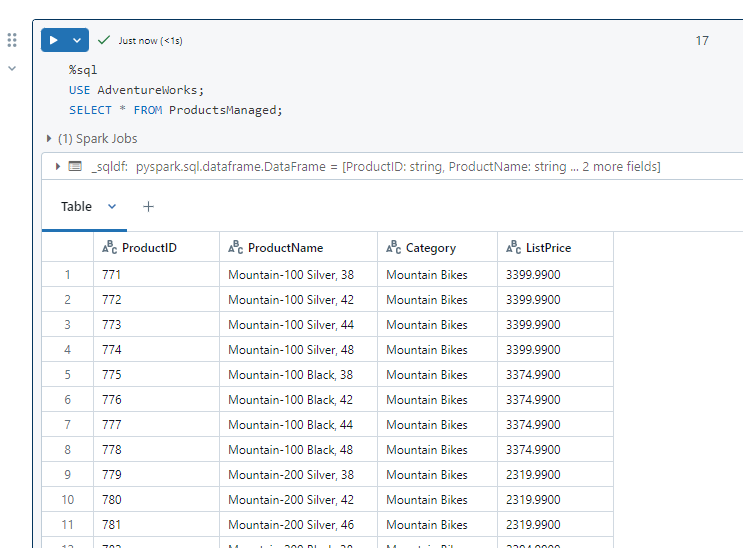 Just now (<1s)
17
%sql
USE AdventureWorks;
SELECT * FROM ProductsManaged;
(1) Spark Jobs
_sqldf: pyspark.sql.dataframe.DataFrame = [ProductID: string, ProductName: string ... 2 more fields]
Table
ABC ProductID ABC ProductName ABC Category ABC ListPrice
1 771 Mountain-100 Silver, 38 Mountain Bikes 3399.9900
2 772 Mountain-100 Silver, 42 Mountain Bikes 3399.9900
3 773 Mountain-100 Silver, 44 Mountain Bikes 3399.9900
4 774 Mountain-100 Silver, 48 Mountain Bikes 3399.9900
5 775 Mountain-100 Black, 38 Mountain Bikes 3374.9900
6 776 Mountain-100 Black, 42 Mountain Bikes 3374.9900
7 777 Mountain-100 Black, 44 Mountain Bikes 3374.9900
8 778 Mountain-100 Black, 48 Mountain Bikes 3374.9900
9 779 Mountain-200 Silver, 38 Mountain Bikes 2319.9900
10 780 Mountain-200 Silver, 42 Mountain Bikes 2319.9900
11 781 Mountain-200 Silver, 46 Mountain Bikes 2319.9900